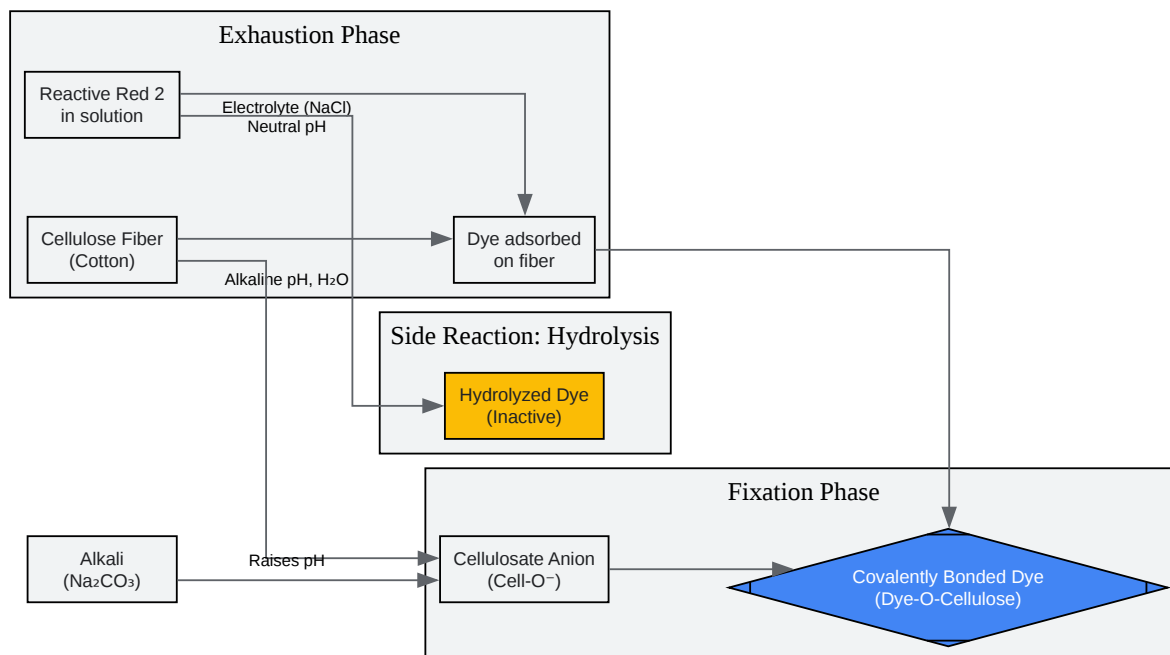 Exhaustion Phase
Reactive Red 2
in solution
Electrolyte (NaCl)
Neutral pH
Cellulose Fiber
(Cotton)
Alkaline pH, H₂O
Dye adsorbed
on fiber
Side Reaction: Hydrolysis
Hydrolyzed Dye
(Inactive)
Fixation Phase
Alkali
(Na₂CO₃)
Raises pH
Cellulosate Anion
(Cell-O⁻)
Covalently Bonded Dye
(Dye-O-Cellulose)